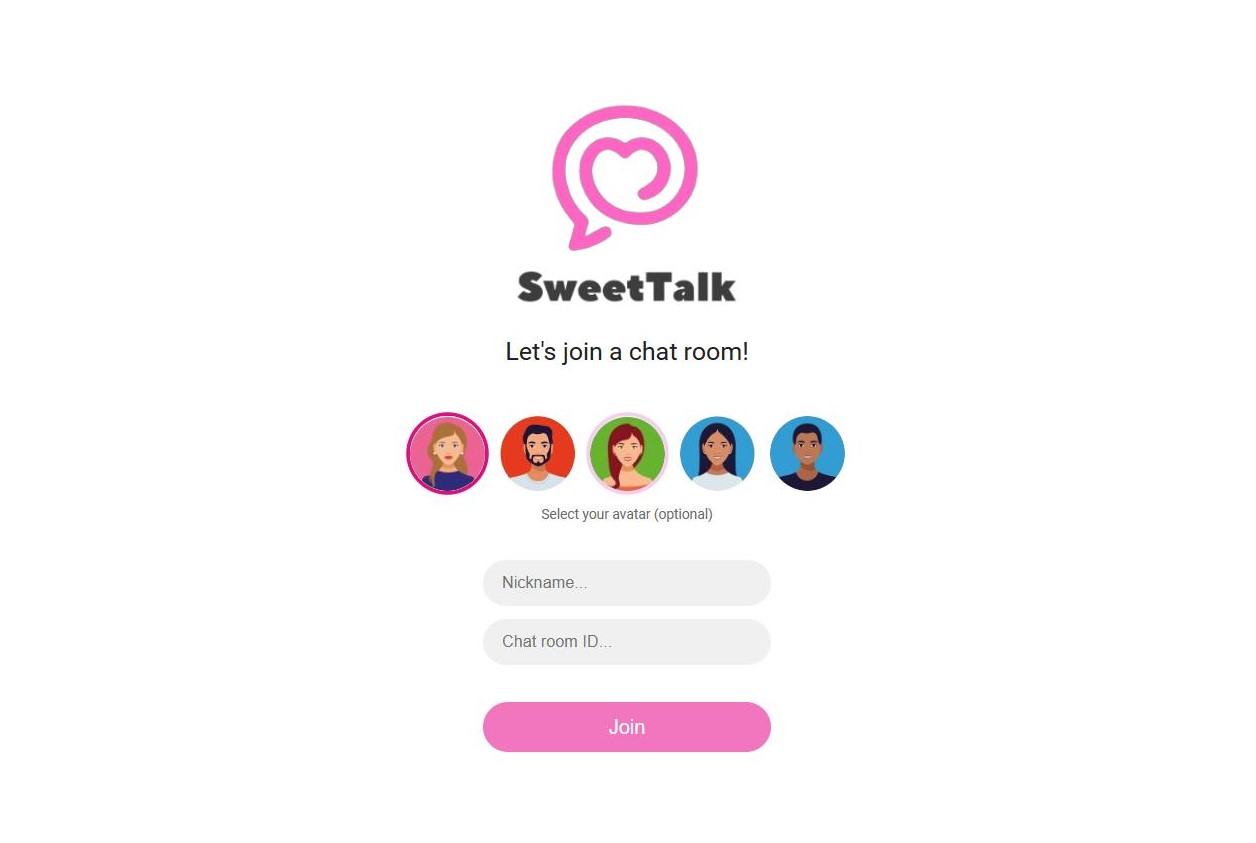 SweetTalk
Let's join a chat room!
Select your avatar (optional)
Nickname...
Chat room ID...
Join